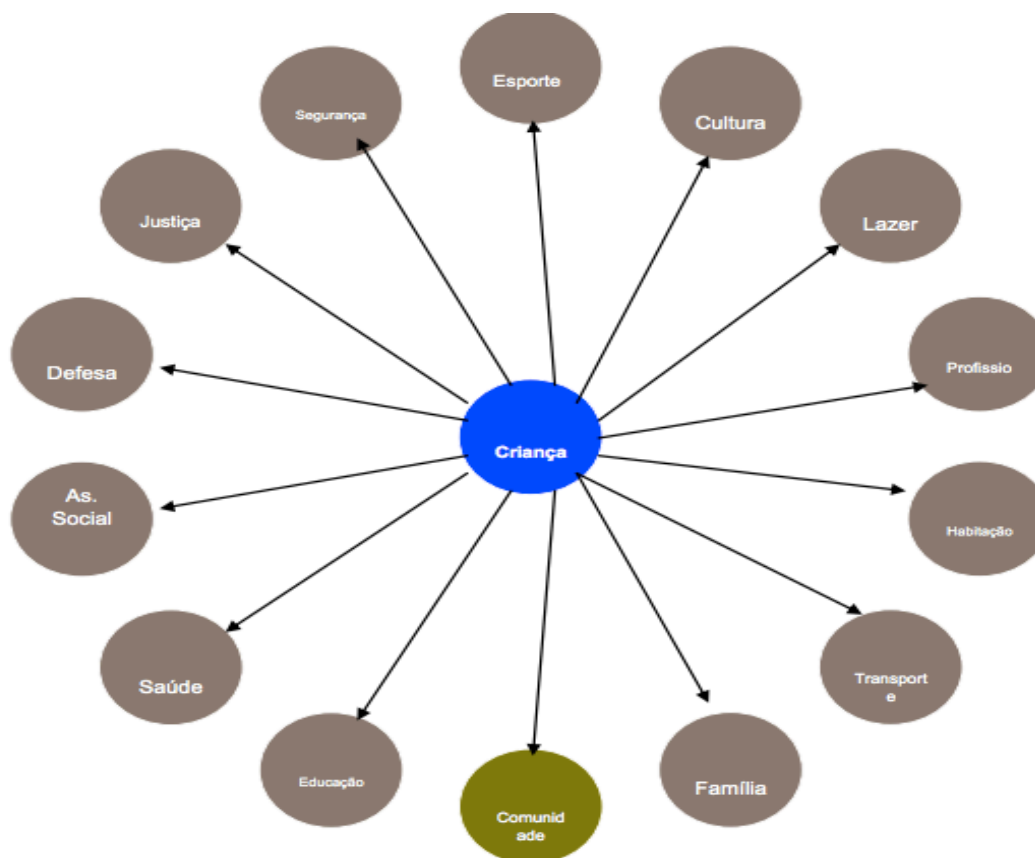 Esporte
Segurança
Cultura
Justiça
Lazer
Defesa
Profissio
Criança
As.
Social
Habitação
Saúde
Transport
e
Educação
Família
Comunid
ade